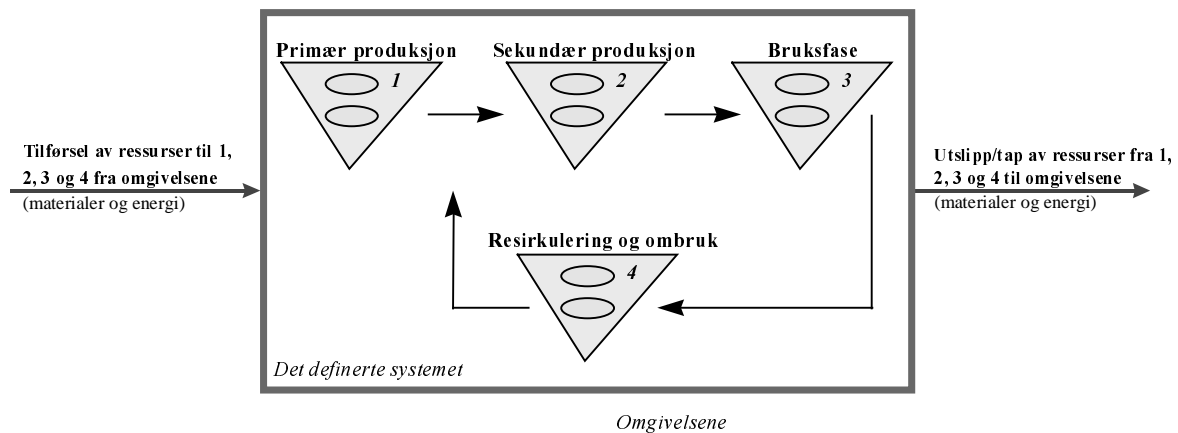 Primær produksjon
Sekundær produksjon
Bruksfase
1
2
3
Tilførsel av ressurser til 1,
2, 3 og 4 fra omgivelsene
(materialer og energi)
Utslipp/tap av ressurser fra 1,
2, 3 og 4 til omgivelsene
(materialer og energi)
Resirkulering og ombruk
4
Det definerte systemet
Omgivelsene